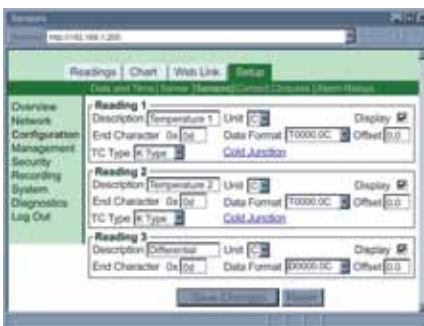 Sensors
http://192.168.1.200
Readings Chart Web Link Setup
Date and Time Server Sensors Contact Closures Alarm Relays
Overview
Network
Configuration
Management
Security
Recording
System
Diagnostics
Log Out
Reading 1
Description Temperature 1 Unit C Display
End Character 0x 0d Data Format T0000.0C Offset 0.0
TC Type K Type Cold Junction
Reading 2
Description Temperature 2 Unit C Display
End Character 0x 0d Data Format T0000.0C Offset 0.0
TC Type K Type Cold Junction
Reading 3
Description Differential Unit C Display
End Character 0x 0d Data Format D0000.0C Offset 0.0
Save Changes Reset